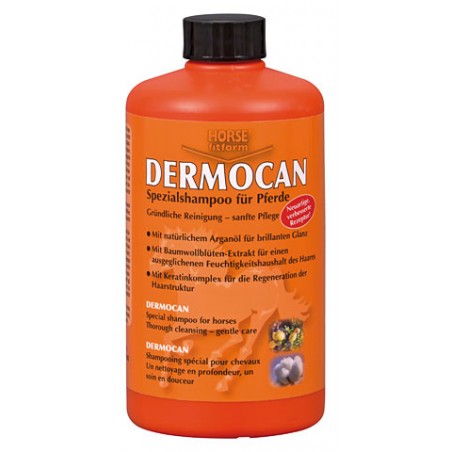 HORSE
fitform
DERMOCAN
Spezialshampoo für Pferde
Gründliche Reinigung – sanfte Pflege
Neuartige,
verbesserte
Rezeptur
• Mit natürlichem Arganöl für brillanten Glanz
• Mit Baumwollblüten-Extrakt für einen
ausgeglichenen Feuchtigkeitshaushalt des Haares
• Mit Keratinkomplex für die Regeneration der
Haarstruktur
DERMOCAN
Special shampoo for horses
Thorough cleansing – gentle care
DERMOCAN
Shampooing spécial pour chevaux
Un nettoyage en profondeur, un
soin en douceur